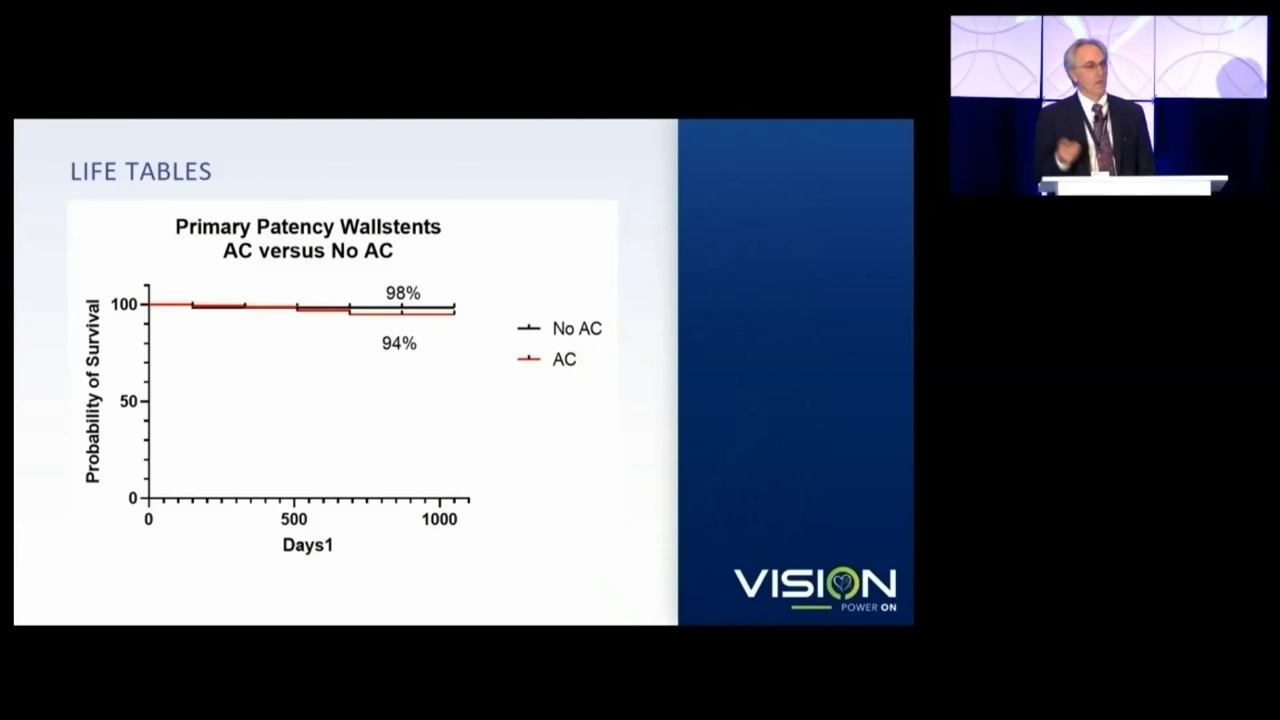 LIFE TABLES
Primary Patency Wallstents
AC versus No AC
98%
94%
No AC
AC
Probability of Survival
100
50
0
0
500
1000
Days1
VISION
POWER ON